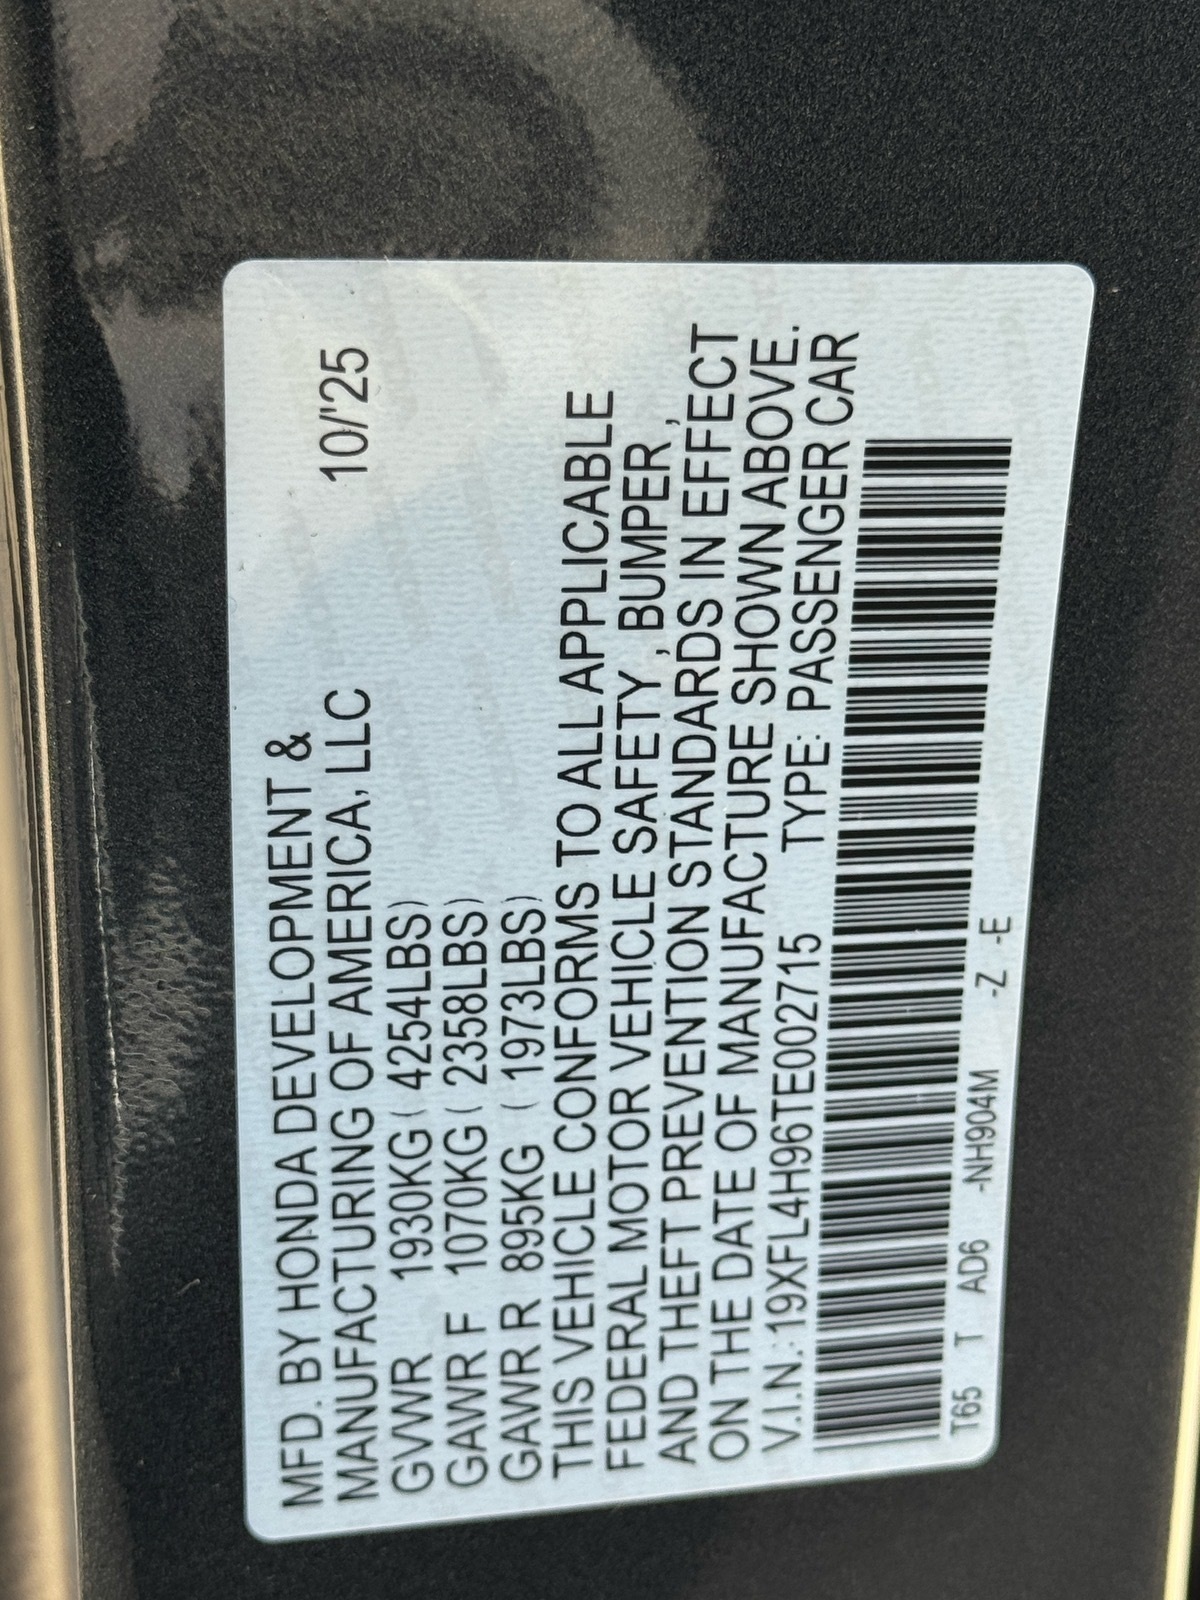 MFD. BY HONDA DEVELOPMENT &
MANUFACTURING OF AMERICA, LLC 10/'25
GVWR 1930KG ( 4254LBS)
GAWR F 1070KG ( 2358LBS)
GAWR R 895KG ( 1973LBS)
THIS VEHICLE CONFORMS TO ALL APPLICABLE
FEDERAL MOTOR VEHICLE SAFETY , BUMPER ,
AND THEFT PREVENTION STANDARDS IN EFFECT
ON THE DATE OF MANUFACTURE SHOWN ABOVE.
V.I.N.:19XFL4H96TE002715 TYPE: PASSENGER CAR
T65 T AD6 -NH904M -Z -E